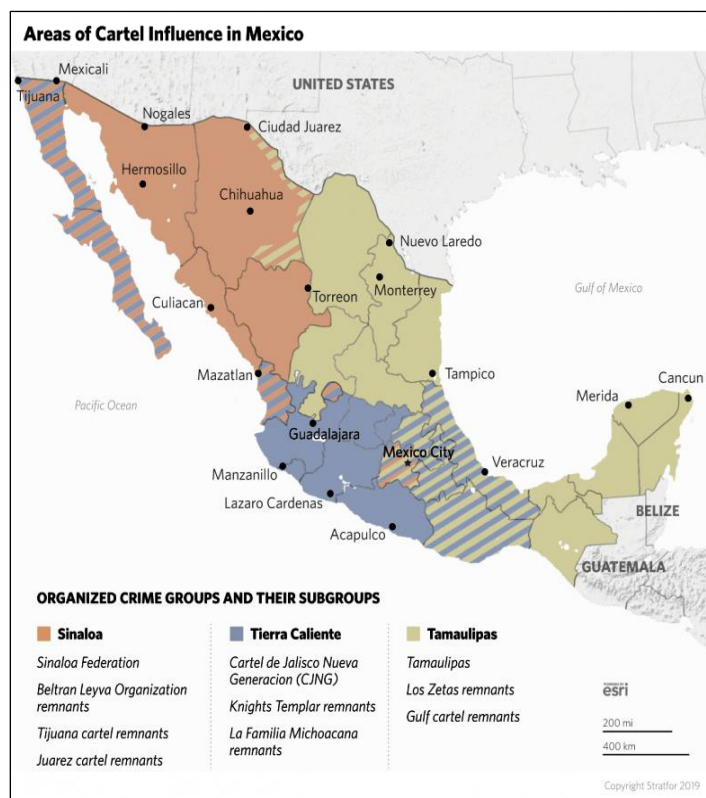 Areas of Cartel Influence in Mexico
Mexicali
Tijuana
UNITED STATES
Nogales
Ciudad Juarez
Hermosillo
Chihuahua
Nuevo Laredo
Monterrey
Torreon
Gulf of Mexico
Culiacan
Mazatlan
Tampico
Cancun
Merida
Pacific Ocean
Guadalajara
Mexico City
Veracruz
Manzanillo
Lazaro Cardenas
BELIZE
Acapulco
GUATEMALA
ORGANIZED CRIME GROUPS AND THEIR SUBGROUPS
Sinaloa
Sinaloa Federation
Beltran Leyva Organization
remnants
Tijuana cartel remnants
Juarez cartel remnants
Tierra Caliente
Cartel de Jalisco Nueva
Generacion (CJNG)
Knights Templar remnants
La Familia Michoacana
remnants
Tamaulipas
Tamaulipas
Los Zetas remnants
Gulf cartel remnants
POWERED BY
esri
200 mi
400 km
Copyright Stratfor 2019